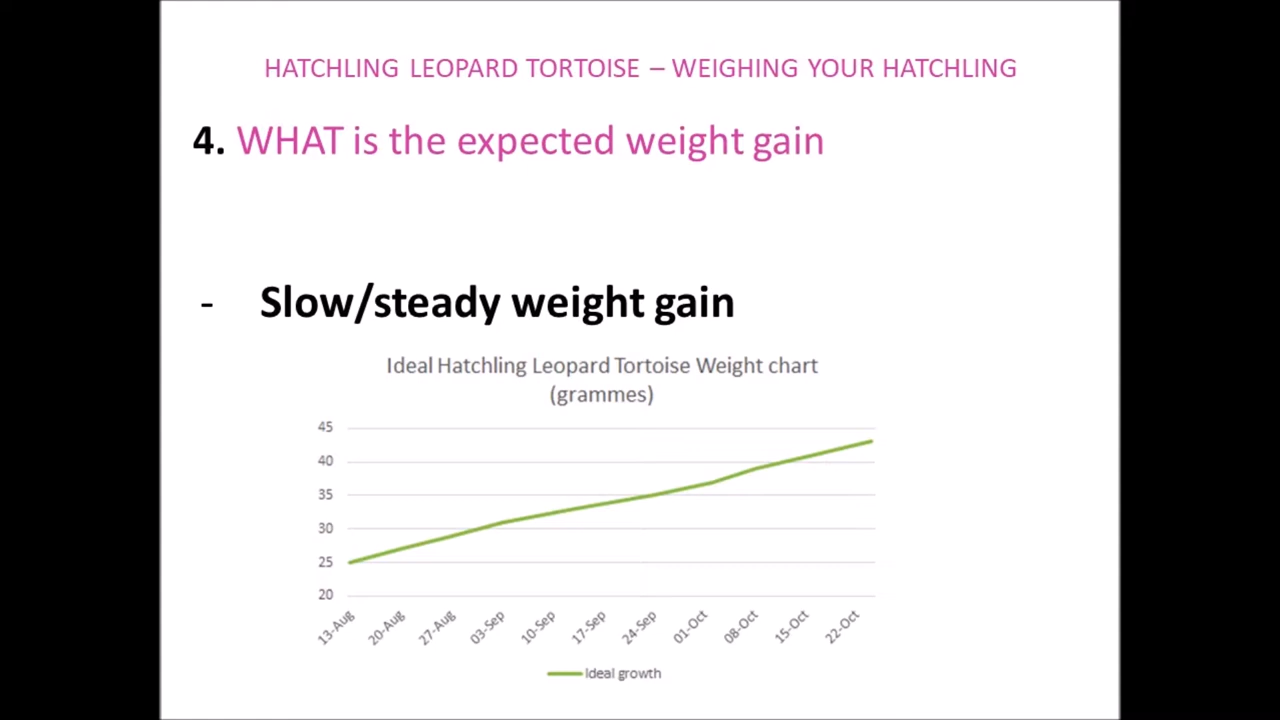 HATCHLING LEOPARD TORTOISE – WEIGHING YOUR HATCHLING
4. WHAT is the expected weight gain
- Slow/steady weight gain
Ideal Hatchling Leopard Tortoise Weight chart
(grammes)
45
40
35
30
25
20
13-Aug 20-Aug 27-Aug 03-Sep 10-Sep 17-Sep 24-Sep 01-Oct 08-Oct 15-Oct 22-Oct
Ideal growth